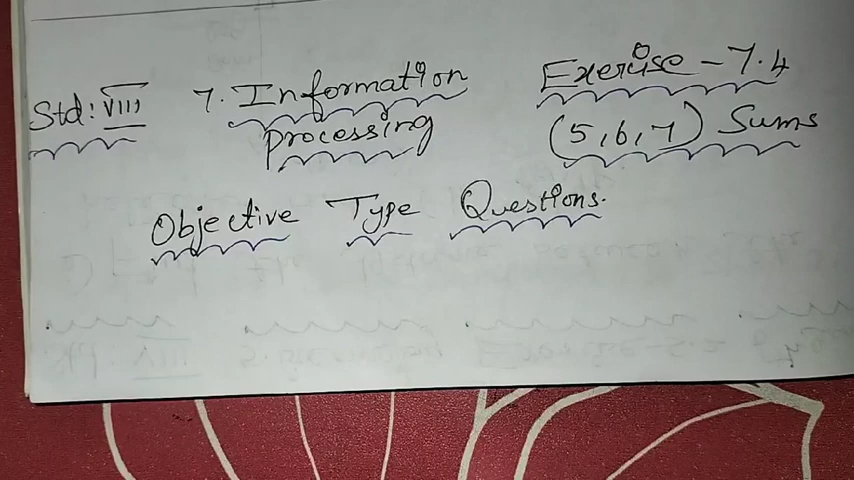 Std: VIII 7. Information Processing Exercise - 7.4
(5,6,7) Sums
Objective Type Questions.